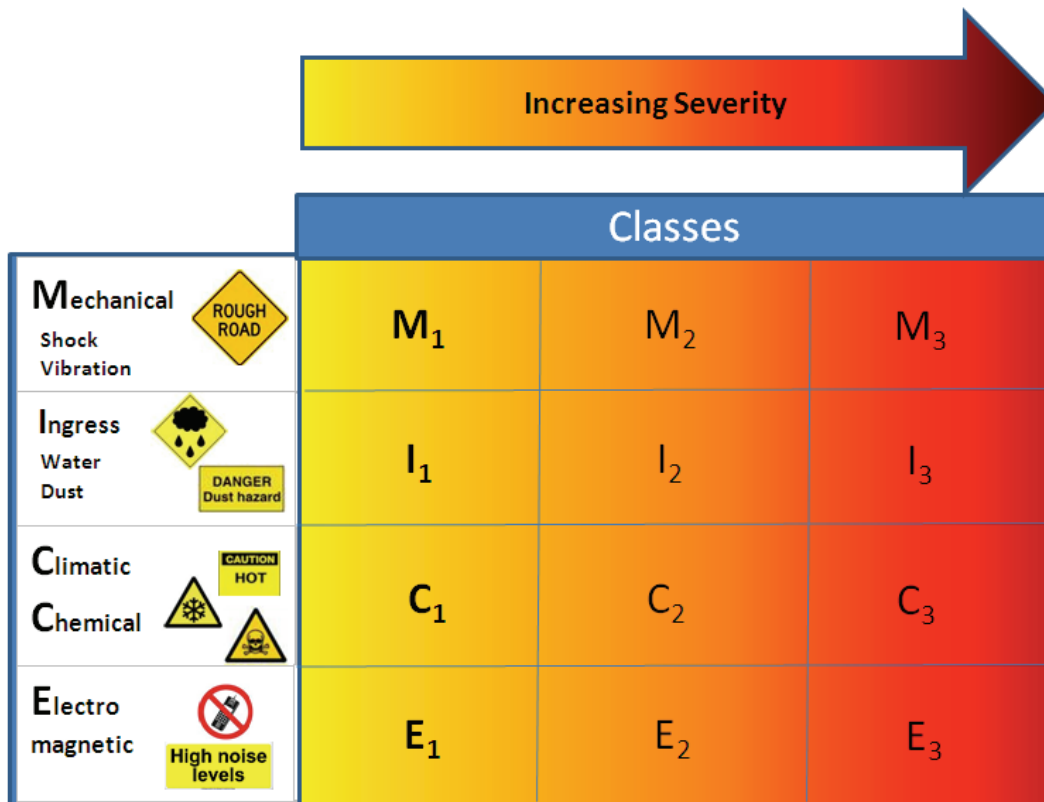 Increasing Severity
Classes
Mechanical
Shock
Vibration
ROUGH
ROAD
M₁
M₂
M₃
Ingress
Water
Dust
DANGER
Dust hazard
I₁
I₂
I₃
Climatic
Chemical
CAUTION
HOT
C₁
C₂
C₃
Electro
magnetic
High noise
levels
E₁
E₂
E₃